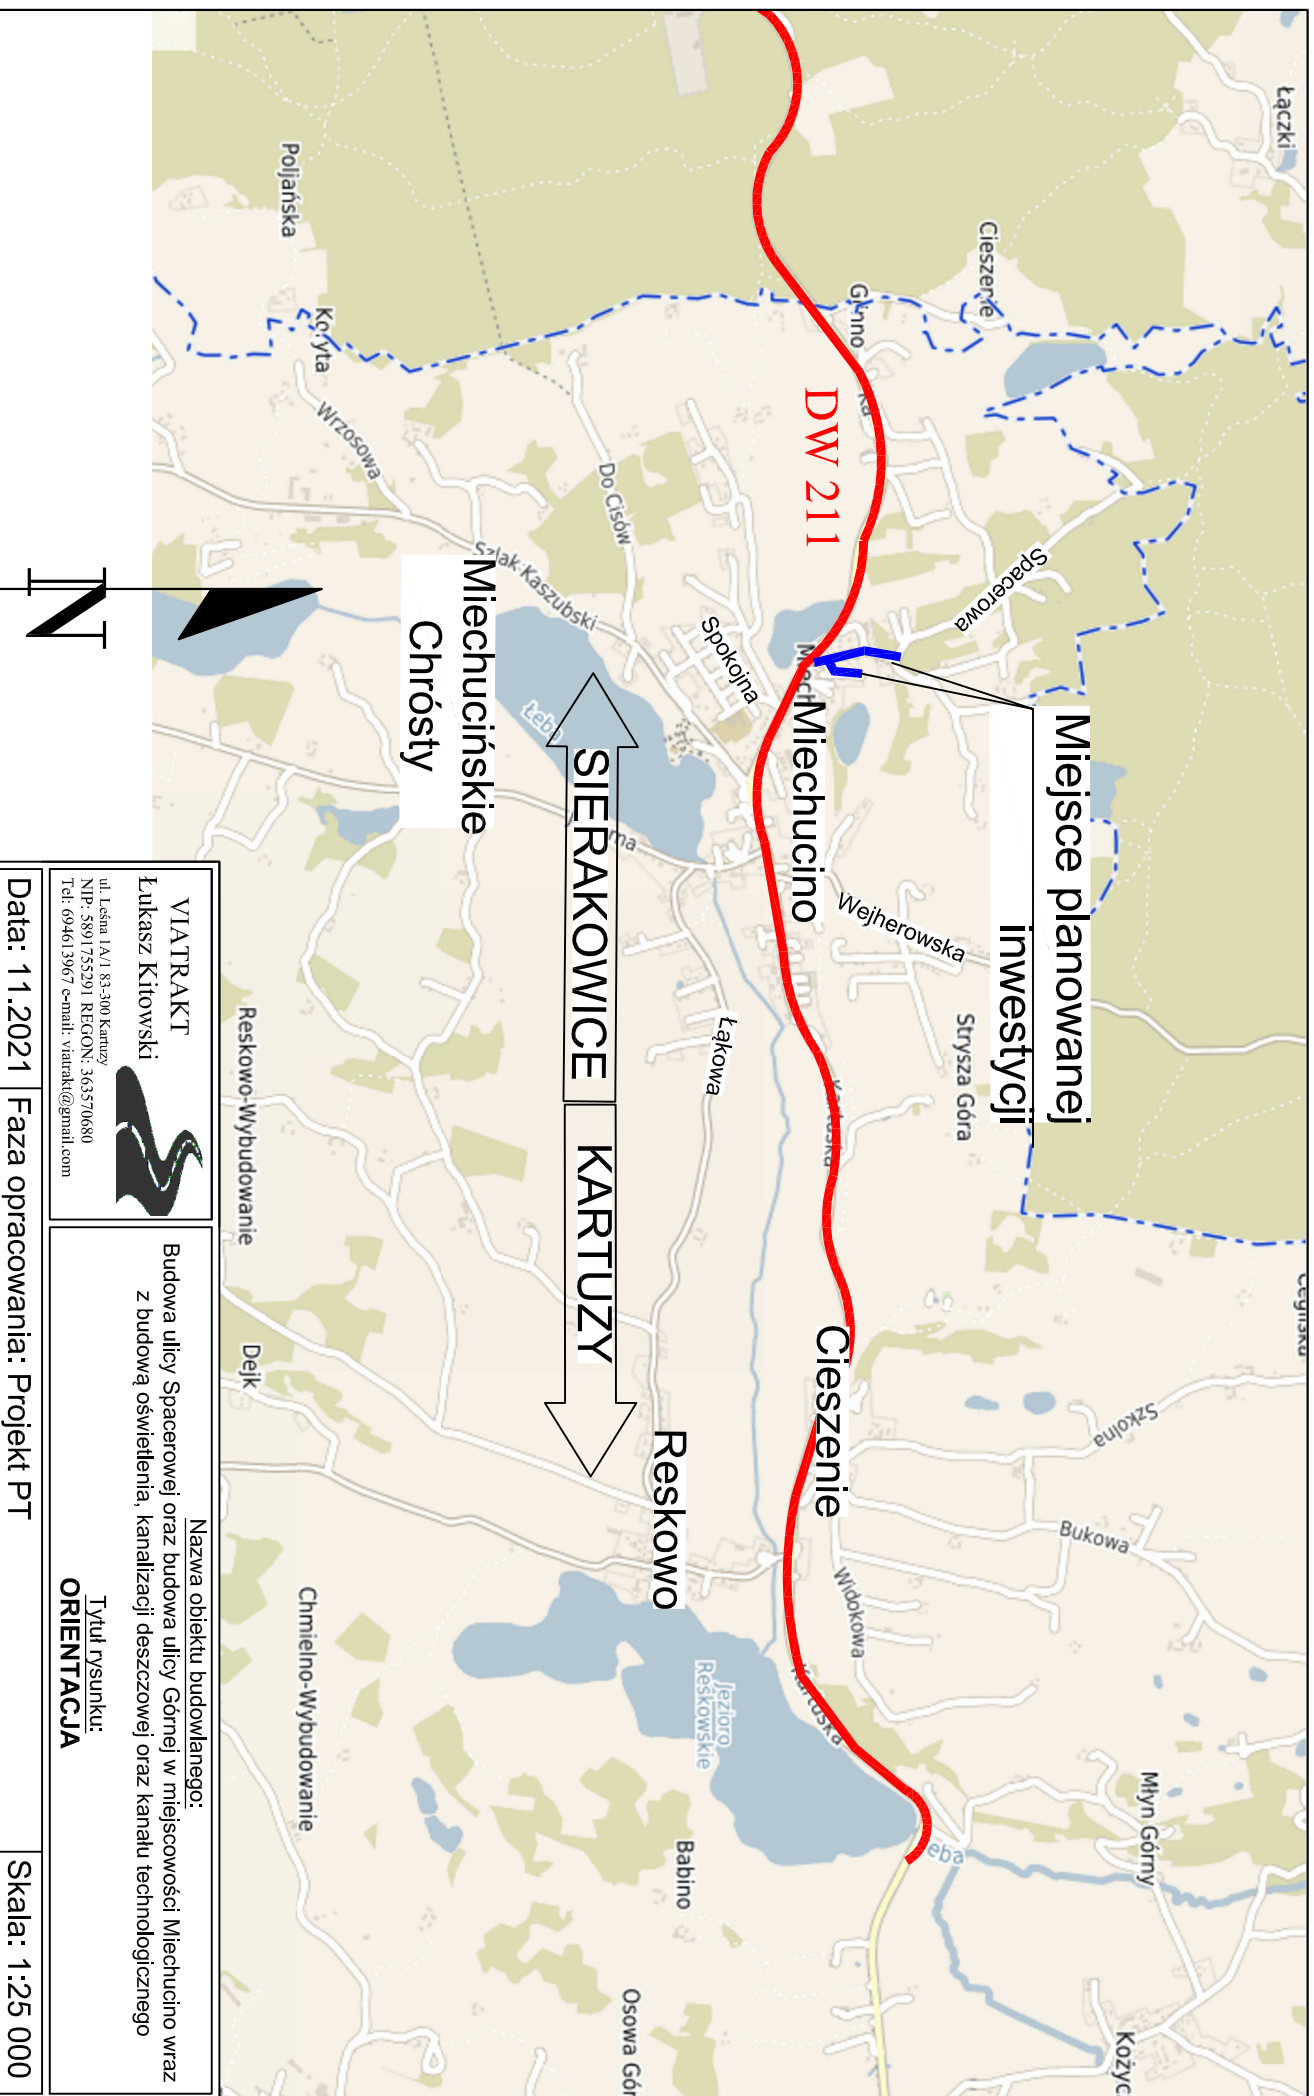 Łączki
Cieszenie
Poljańska
Koryta
Wrzosowa
Do Cisów
DW 211
Spacerowa
Szlak Kaszubski
Spokojna
Miejsce planowanej
inwestycji
Miechucino
Miechucińskie
Chrósty
Wejherowska
Strysza Góra
SIERAKOWICE
KARTUZY
Łąkowa
Kartuska
Cieszenie
Szkolna
Bukowa
Widokowa
Reskowo
Kartuska
Jezioro
Reskowskie
Młyn Górny
Babino
Reskowo-Wybudowanie
Dejk
Chmielno-Wybudowanie
N
VIATRAKT
Łukasz Kitowski
ul. Leśna 1A/1 83-300 Kartuzy
NIP: 5891755291 REGON: 363570680
Tel: 694613967 e-mail: viatrakt@gmail.com
Nazwa obiektu budowlanego:
Budowa ulicy Spacerowej oraz budowa ulicy Górnej w miejscowości Miechucino wraz
z budową oświetlenia, kanalizacji deszczowej oraz kanału technologicznego
Tytuł rysunku:
ORIENTACJA
Data: 11.2021
Faza opracowania: Projekt PT
Skala: 1:25 000